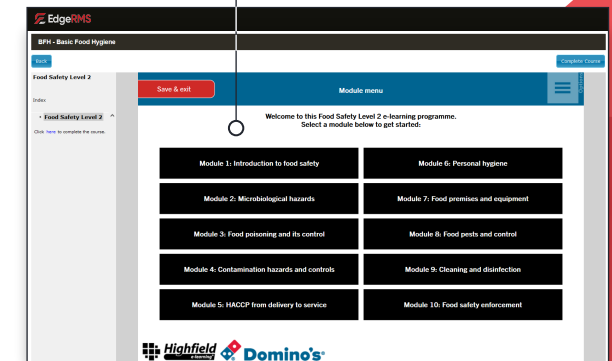 EdgeRMS
BFH - Basic Food Hygiene
Back
Complete Course
Food Safety Level 2
Index
Food Safety Level 2
Click here to complete the course.
Save & exit
Module menu
Options
Welcome to this Food Safety Level 2 e-learning programme.
Select a module below to get started:
Module 1: Introduction to food safety
Module 2: Microbiological hazards
Module 3: Food poisoning and its control
Module 4: Contamination hazards and controls
Module 5: HACCP from delivery to service
Module 6: Personal hygiene
Module 7: Food premises and equipment
Module 8: Food pests and control
Module 9: Cleaning and disinfection
Module 10: Food safety enforcement
Highfield
e-learning
Domino's